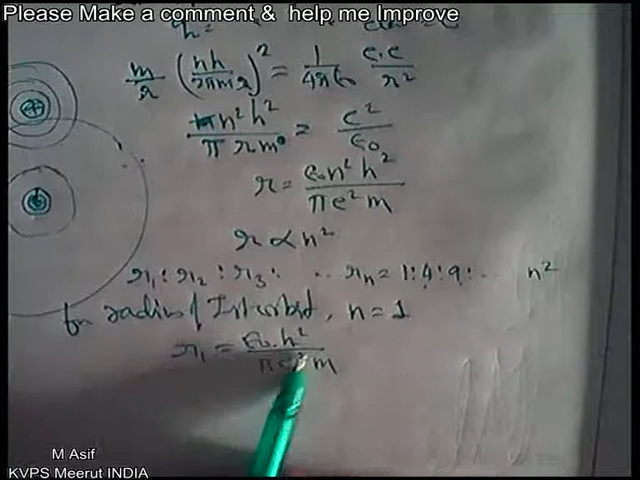 Please Make a comment & help me Improve
m/r (nh/2πmr)² = 1/4πε₀ e.e/r²
n²h²/πrm = e²/ε₀
r = ε₀n²h²/πe²m
r ∝ n²
r₁ : r₂ : r₃ : .. rₙ = 1:4:9: .... n²
for radius of Ist orbit, n = 1
r₁ = ε₀.h²/πe²m
M Asif
KVPS Meerut INDIA